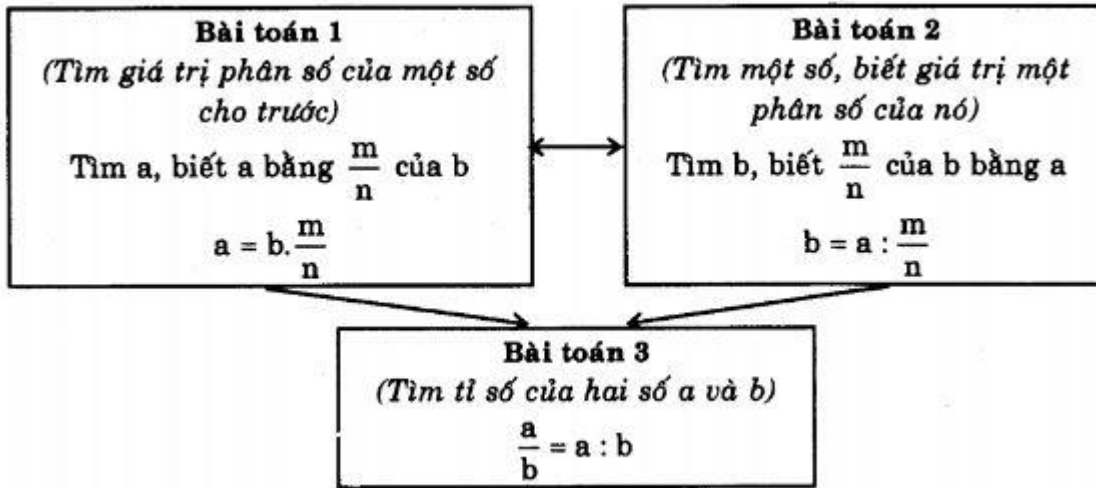 Bài toán 1
(Tìm giá trị phân số của một số
cho trước)
Tìm a, biết a bằng m/n của b
a = b.m/n
Bài toán 2
(Tìm một số, biết giá trị một
phân số của nó)
Tìm b, biết m/n của b bằng a
b = a : m/n
Bài toán 3
(Tìm tỉ số của hai số a và b)
a/b = a : b